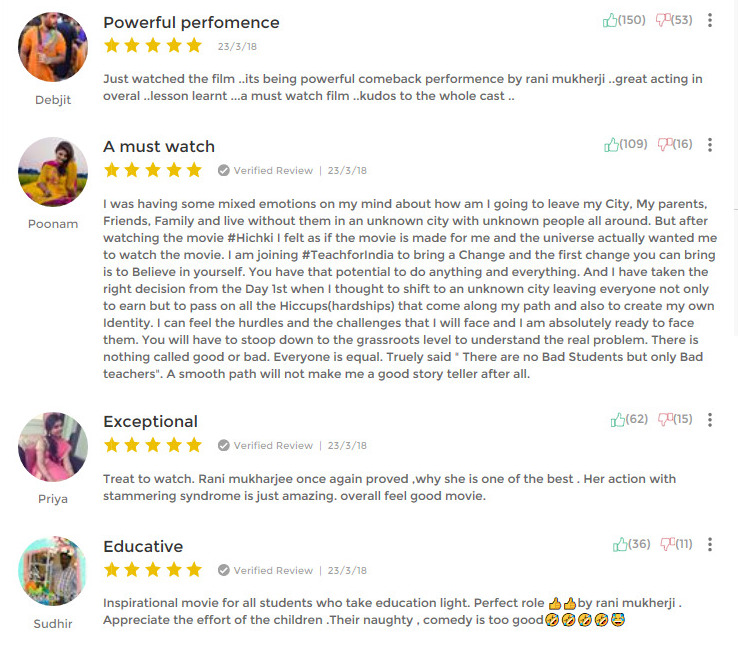 Powerful perfomence
(150) (53)
23/3/18
Just watched the film ..its being powerful comeback performence by rani mukherji ..great acting in
overal ..lesson learnt ...a must watch film ..kudos to the whole cast ..
Debjit
A must watch
(109) (16)
Verified Review | 23/3/18
I was having some mixed emotions on my mind about how am I going to leave my City, My parents,
Friends, Family and live without them in an unknown city with unknown people all around. But after
watching the movie #Hichki I felt as if the movie is made for me and the universe actually wanted me
to watch the movie. I am joining #TeachforIndia to bring a Change and the first change you can bring
is to Believe in yourself. You have that potential to do anything and everything. And I have taken the
right decision from the Day 1st when I thought to shift to an unknown city leaving everyone not only
to earn but to pass on all the Hiccups(hardships) that come along my path and also to create my own
Identity. I can feel the hurdles and the challenges that I will face and I am absolutely ready to face
them. You will have to stoop down to the grassroots level to understand the real problem. There is
nothing called good or bad. Everyone is equal. Truely said " There are no Bad Students but only Bad
teachers". A smooth path will not make me a good story teller after all.
Poonam
Exceptional
(62) (15)
Verified Review | 23/3/18
Treat to watch. Rani mukharjee once again proved ,why she is one of the best . Her action with
stammering syndrome is just amazing. overall feel good movie.
Priya
Educative
(36) (11)
Verified Review | 23/3/18
Inspirational movie for all students who take education light. Perfect role 👍👍by rani mukherji .
Appreciate the effort of the children .Their naughty , comedy is too good🤣🤣🤣🤣😂
Sudhir